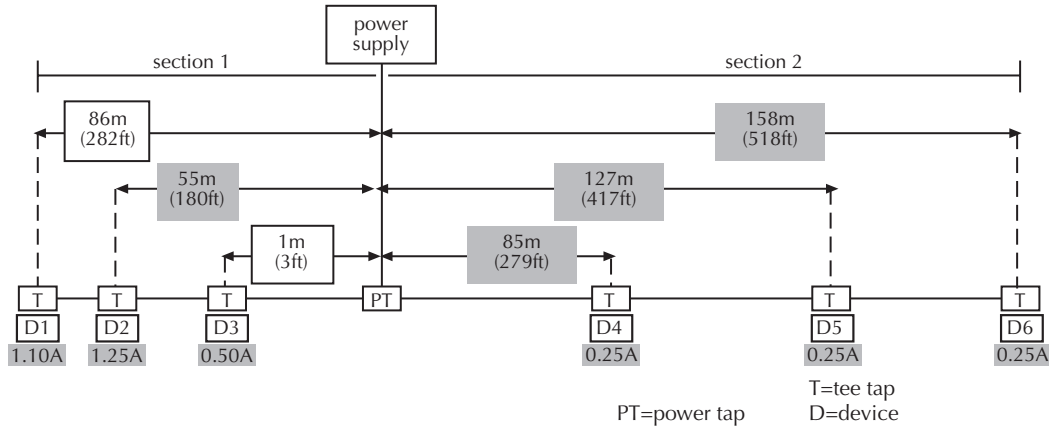 power
supply
section 1
section 2
86m
(282ft)
158m
(518ft)
55m
(180ft)
127m
(417ft)
1m
(3ft)
85m
(279ft)
T
T
T
PT
T
T
T
D1
D2
D3
D4
D5
D6
1.10A
1.25A
0.50A
0.25A
0.25A
0.25A
T=tee tap
PT=power tap
D=device